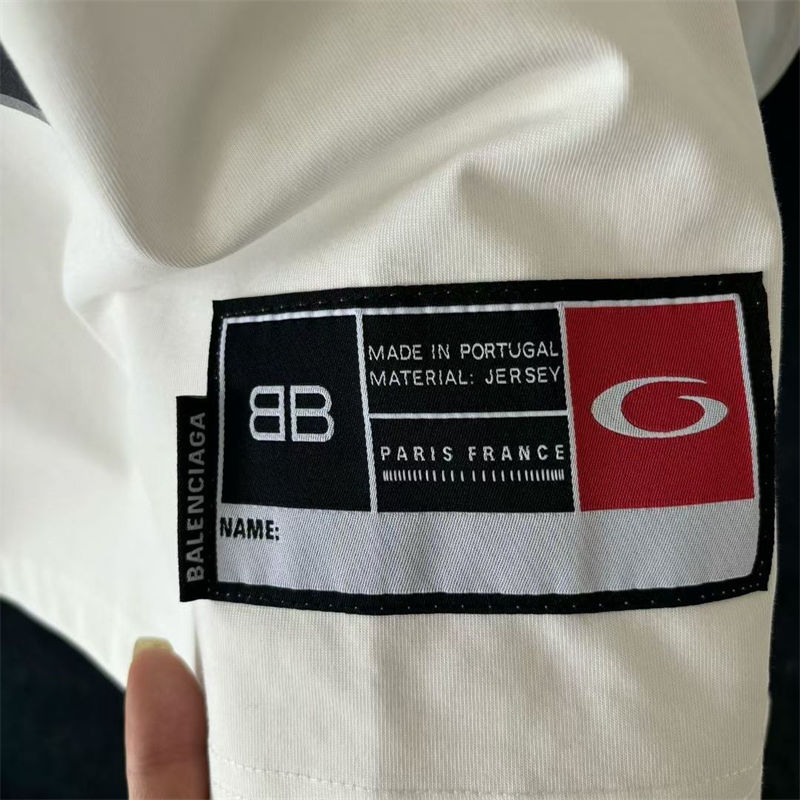 BB
MADE IN PORTUGAL
MATERIAL: JERSEY
PARIS FRANCE
G
NAME:
BALENCIAGA